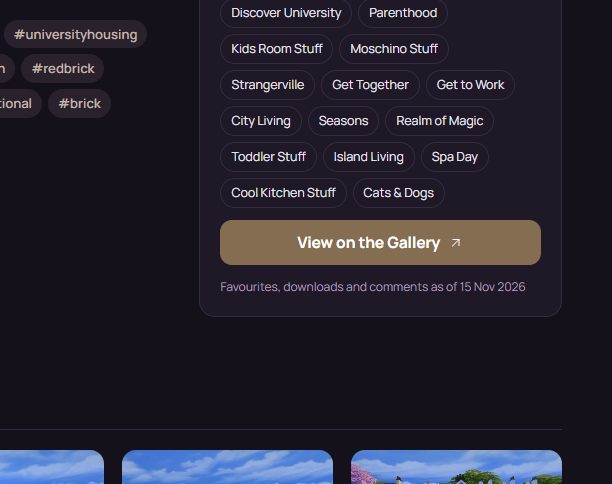 Discover University Parenthood
#universityhousing
Kids Room Stuff Moschino Stuff
#redbrick
Strangerville Get Together Get to Work
#brick
City Living Seasons Realm of Magic
Toddler Stuff Island Living Spa Day
Cool Kitchen Stuff Cats & Dogs
View on the Gallery ↗
Favourites, downloads and comments as of 15 Nov 2026